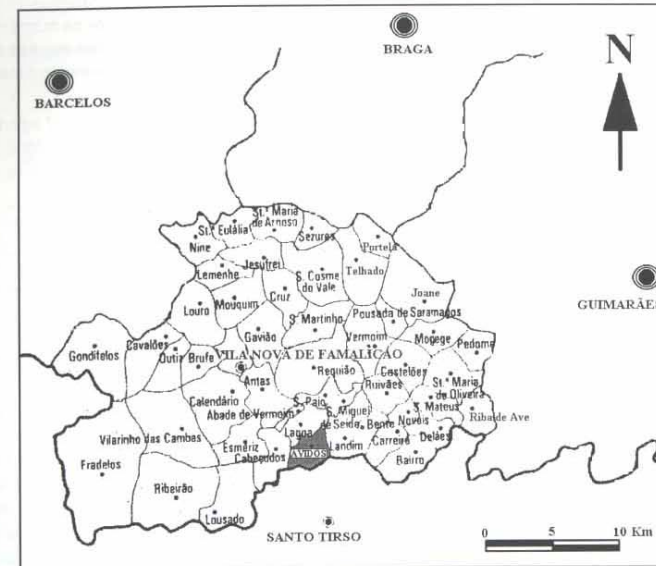 BRAGA
N
BARCELOS
St.ª Maria
de Arnoso
St.ª Eulália
Sezures
Nine
Portela
Jesufrei
Telhado
Lemenhe
S. Cosme
do Vale
Joane
GUIMARÃES
Cruz
Mouquim
Louro
Pousada de Saramagos
S. Martinho
Gavião
Vermoim
Mogege
Cavalões
Pedome
Gondifelos
Outiz
Brufe
VILA NOVA DE FAMALICÃO
Requião
Castelões
Antas
Ruivães
St.ª Maria
de Oliveira
Calendário
S. Paio
S. Miguel
de Seide
S. Mateus
Riba de Ave
Abade de Vermoim
Novais
Bente
Lagoa
Vilarinho das Cambas
Delães
Carreira
Esmeriz
Landim
Cabeçudos
AVIDOS
Bairro
Fradelos
Ribeirão
Lousado
SANTO TIRSO
0 5 10 Km